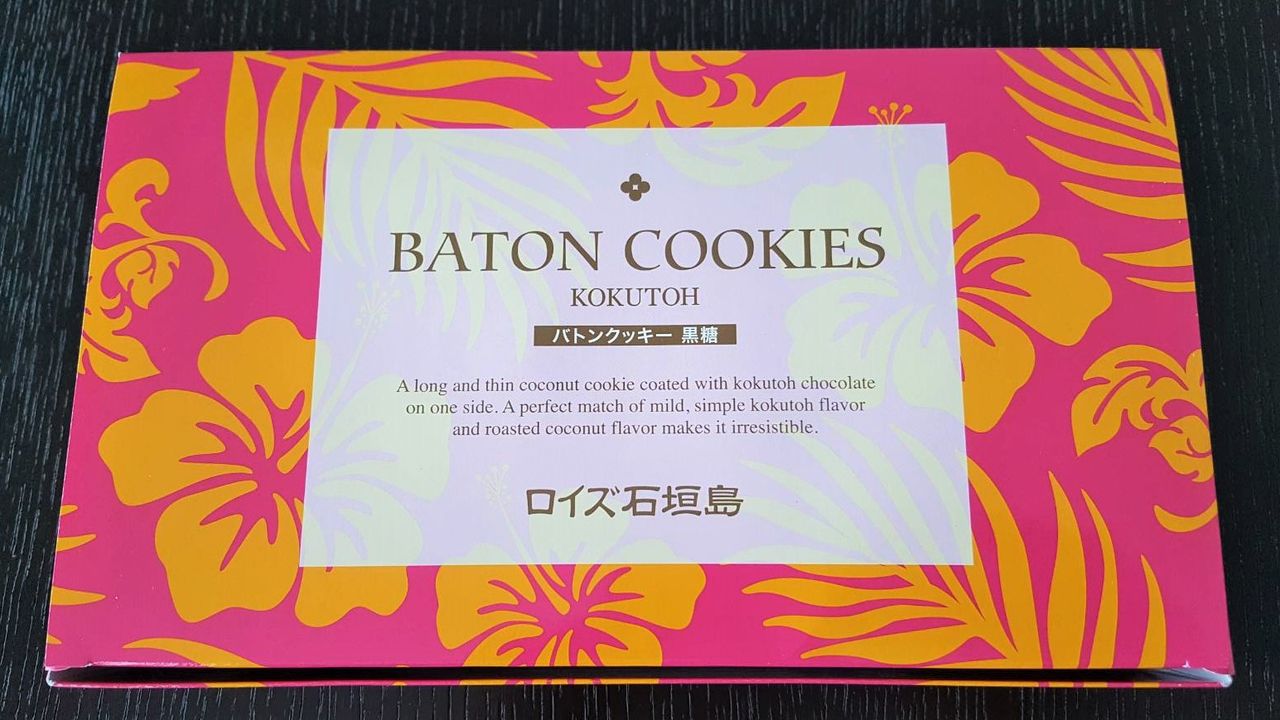 BATON COOKIES
KOKUTOH
バトンクッキー 黒糖
A long and thin coconut cookie coated with kokutoh chocolate
on one side. A perfect match of mild, simple kokutoh flavor
and roasted coconut flavor makes it irresistible.
ロイズ石垣島